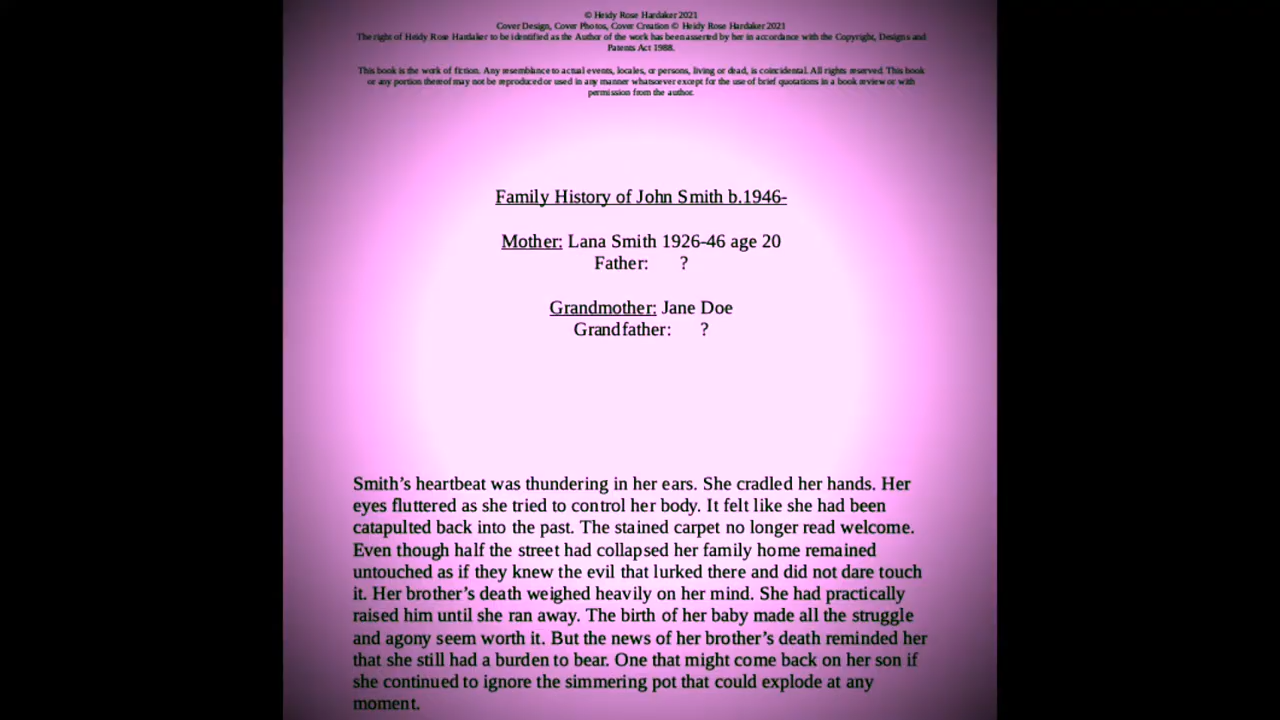 © Heidy Rose Hardaker 2021
Cover Design, Cover Photos, Cover Creation © Heidy Rose Hardaker 2021
The right of Heidy Rose Hardaker to be identified as the Author of the work has been asserted by her in accordance with the Copyright, Designs and
Patents Act 1988.
This book is the work of fiction. Any resemblance to actual events, locales, or persons, living or dead, is coincidental. All rights reserved. This book
or any portion thereof may not be reproduced or used in any manner whatsoever except for the use of brief quotations in a book review or with
permission from the author.
Family History of John Smith b.1946-
Mother: Lana Smith 1926-46 age 20
Father: ?
Grandmother: Jane Doe
Grandfather: ?
Smith’s heartbeat was thundering in her ears. She cradled her hands. Her
eyes fluttered as she tried to control her body. It felt like she had been
catapulted back into the past. The stained carpet no longer read welcome.
Even though half the street had collapsed her family home remained
untouched as if they knew the evil that lurked there and did not dare touch
it. Her brother’s death weighed heavily on her mind. She had practically
raised him until she ran away. The birth of her baby made all the struggle
and agony seem worth it. But the news of her brother’s death reminded her
that she still had a burden to bear. One that might come back on her son if
she continued to ignore the simmering pot that could explode at any
moment.